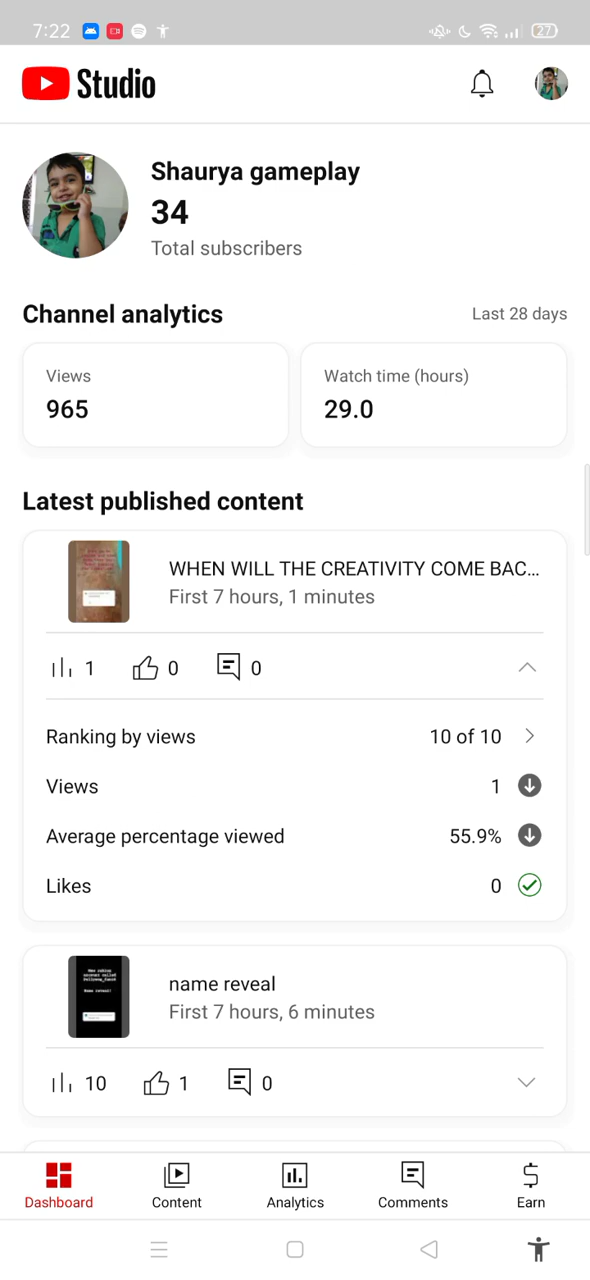 7:22
27
Studio
Shaurya gameplay
34
Total subscribers
Channel analytics
Last 28 days
Views
965
Watch time (hours)
29.0
Latest published content
WHEN WILL THE CREATIVITY COME BAC...
First 7 hours, 1 minutes
1
0
0
Ranking by views
10 of 10
Views
1
Average percentage viewed
55.9%
Likes
0
name reveal
First 7 hours, 6 minutes
10
1
0
Dashboard
Content
Analytics
Comments
Earn